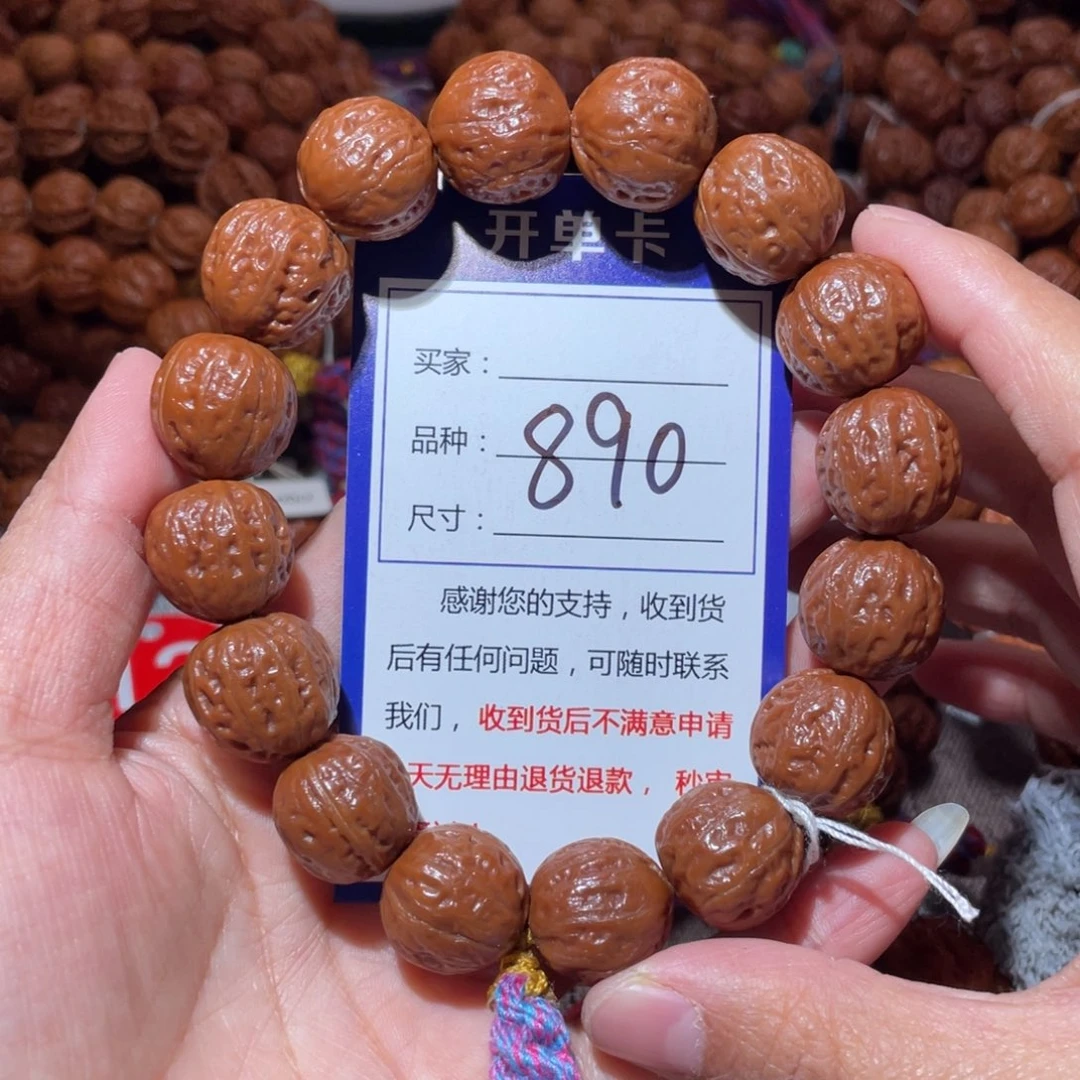 开单卡
买家：
品种：890
尺寸：
感谢您的支持，收到货
后有任何问题，可随时联系
我们，收到货后不满意申请
天无理由退货退款，秒